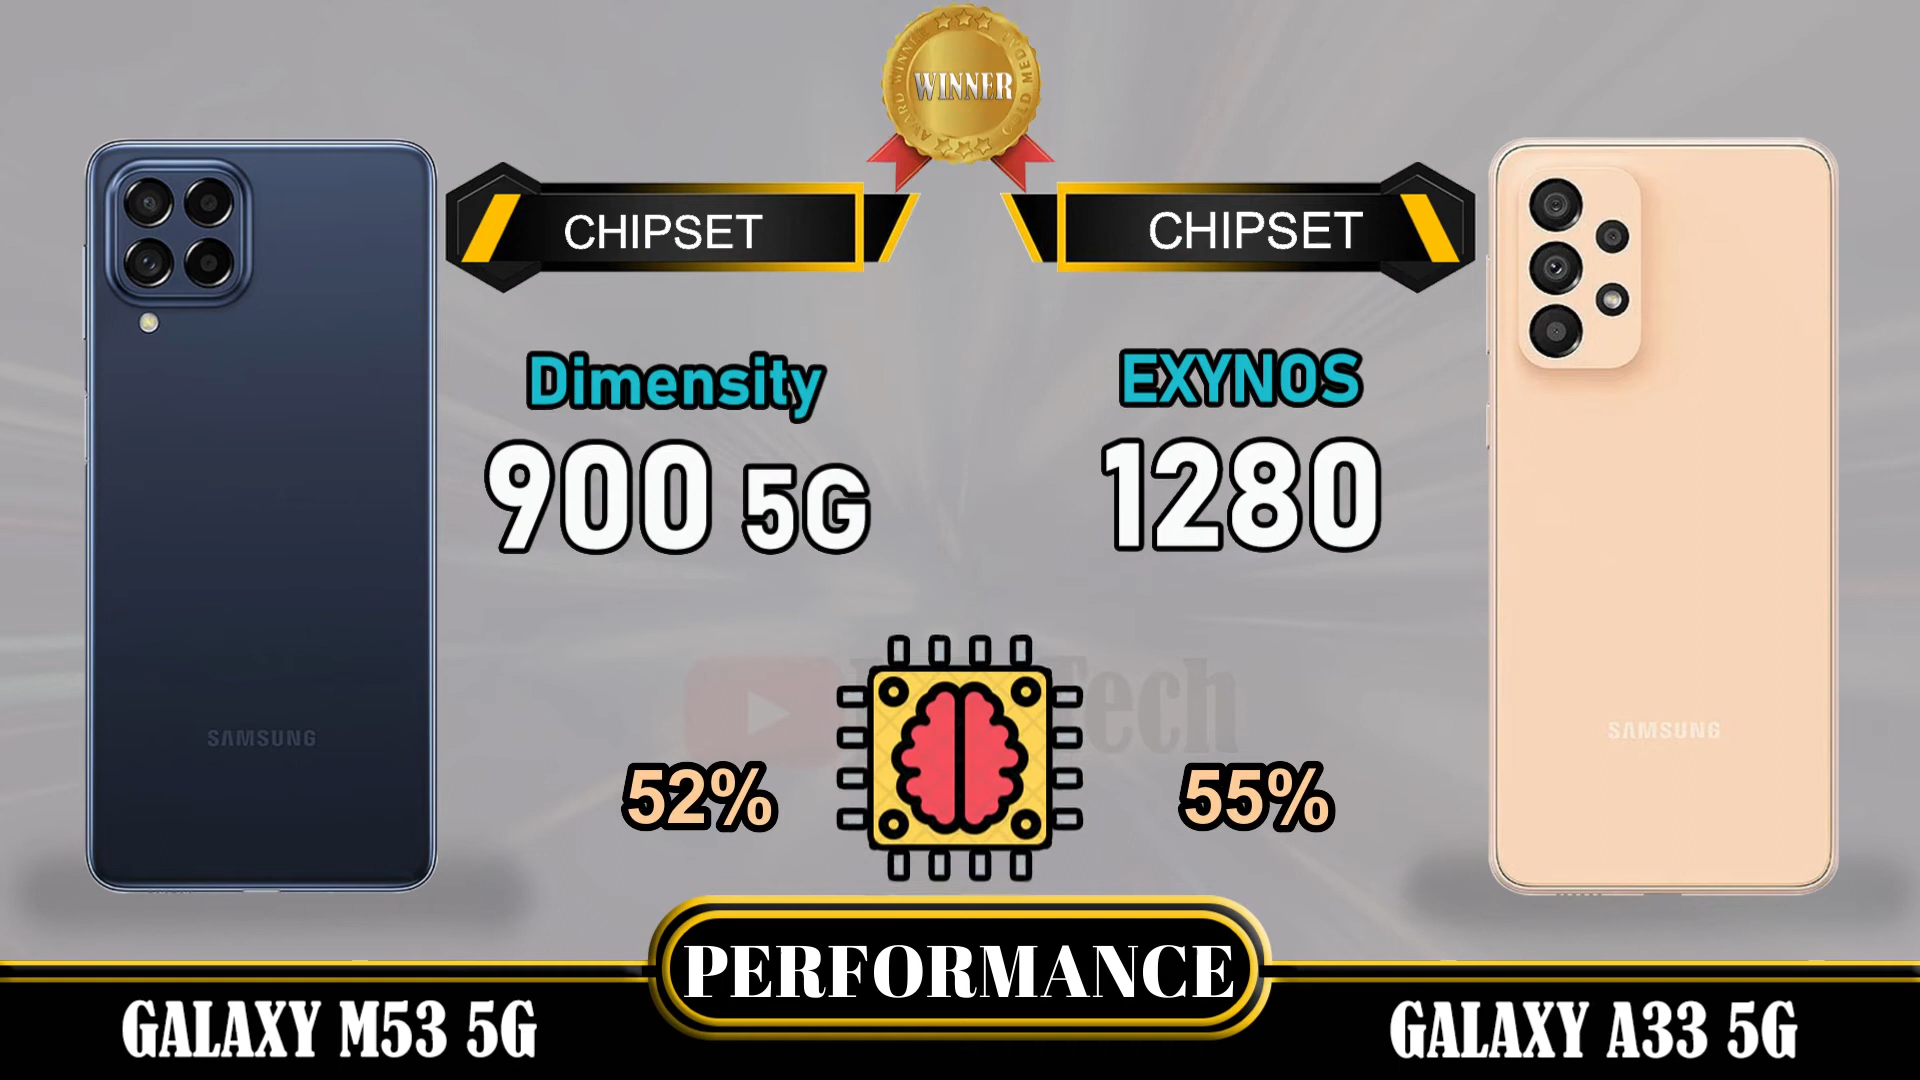 WINNER
CHIPSET
CHIPSET
Dimensity
900 5G
EXYNOS
1280
SAMSUNG
SAMSUNG
Tech
52%
55%
PERFORMANCE
GALAXY M53 5G
GALAXY A33 5G